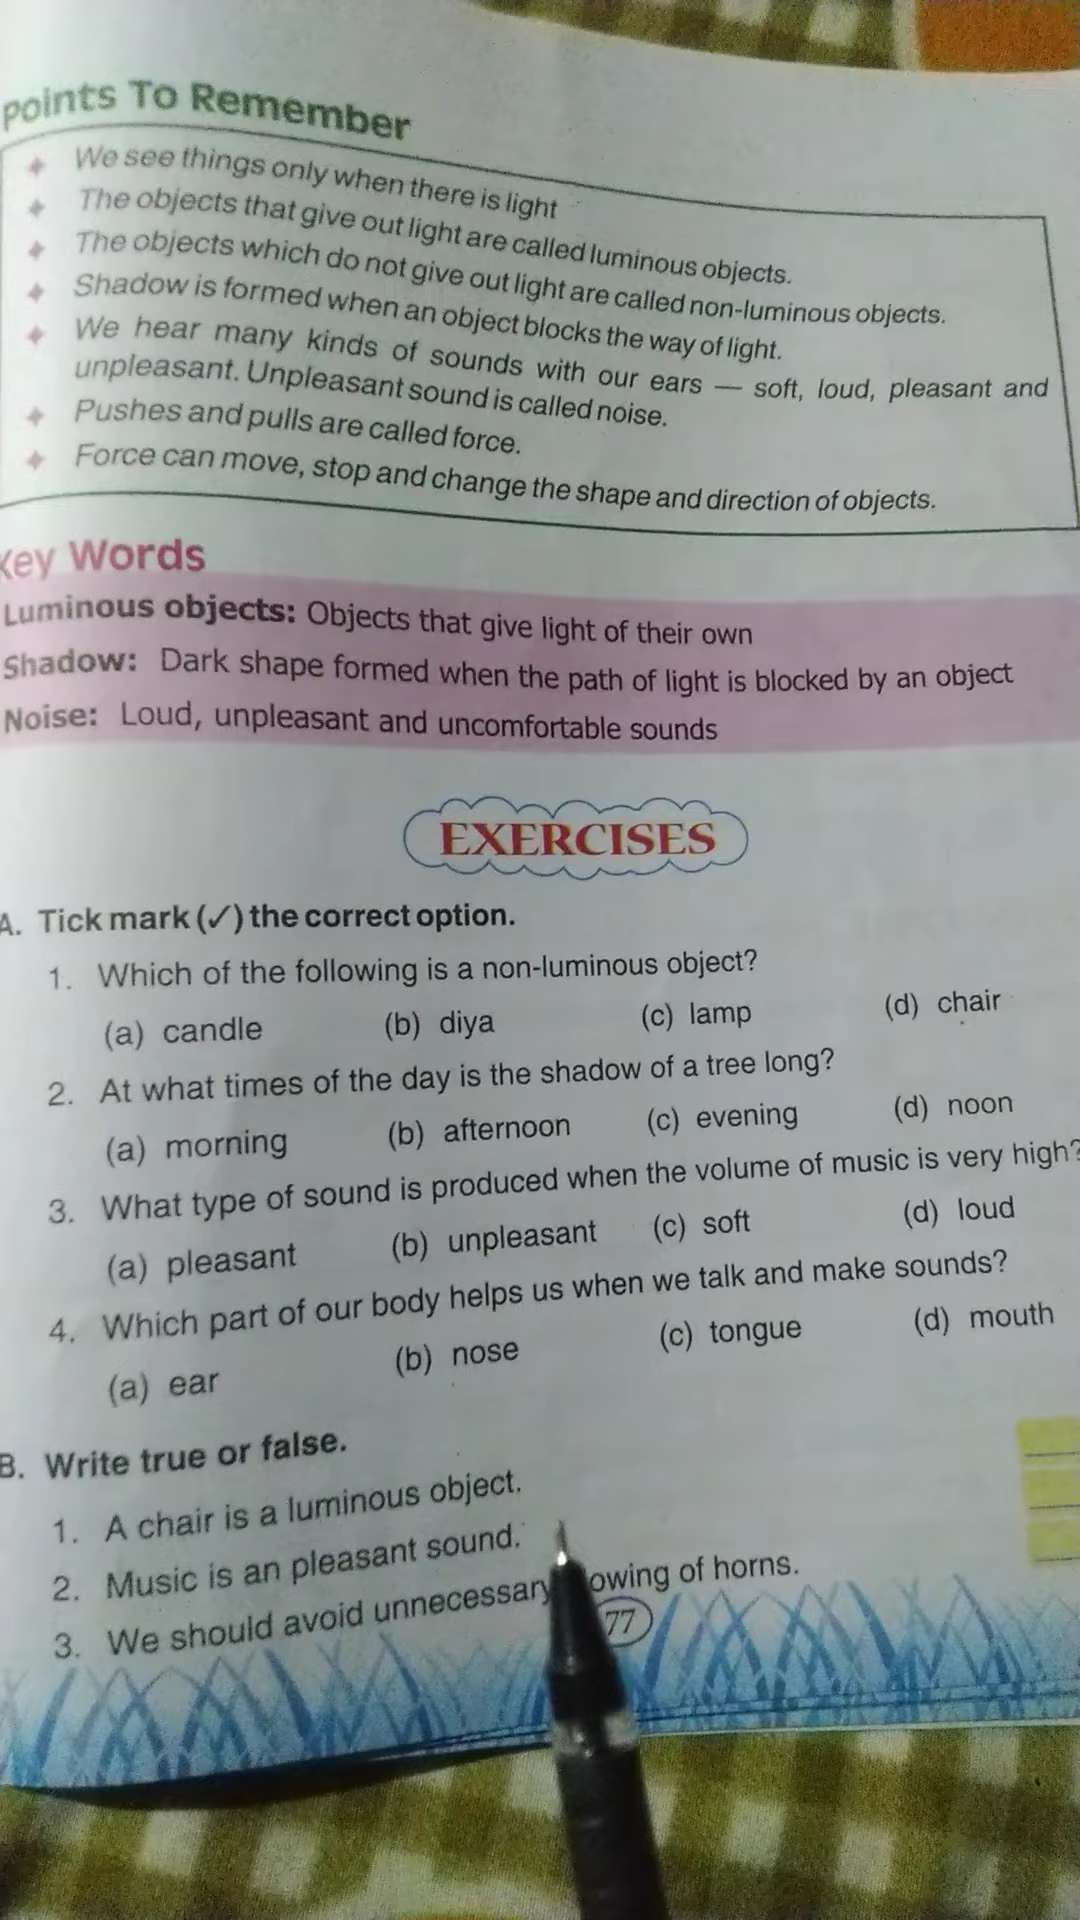 Points To Remember
We see things only when there is light
The objects that give out light are called luminous objects.
The objects which do not give out light are called non-luminous objects.
Shadow is formed when an object blocks the way of light.
We hear many kinds of sounds with our ears — soft, loud, pleasant and
unpleasant. Unpleasant sound is called noise.
Pushes and pulls are called force.
Force can move, stop and change the shape and direction of objects.
Key Words
Luminous objects: Objects that give light of their own
Shadow: Dark shape formed when the path of light is blocked by an object
Noise: Loud, unpleasant and uncomfortable sounds
EXERCISES
A. Tick mark (✓) the correct option.
1. Which of the following is a non-luminous object?
(a) candle (b) diya (c) lamp (d) chair
2. At what times of the day is the shadow of a tree long?
(a) morning (b) afternoon (c) evening (d) noon
3. What type of sound is produced when the volume of music is very high?
(a) pleasant (b) unpleasant (c) soft (d) loud
4. Which part of our body helps us when we talk and make sounds?
(a) ear (b) nose (c) tongue (d) mouth
B. Write true or false.
1. A chair is a luminous object.
2. Music is an pleasant sound.
3. We should avoid unnecessary of horns.
77